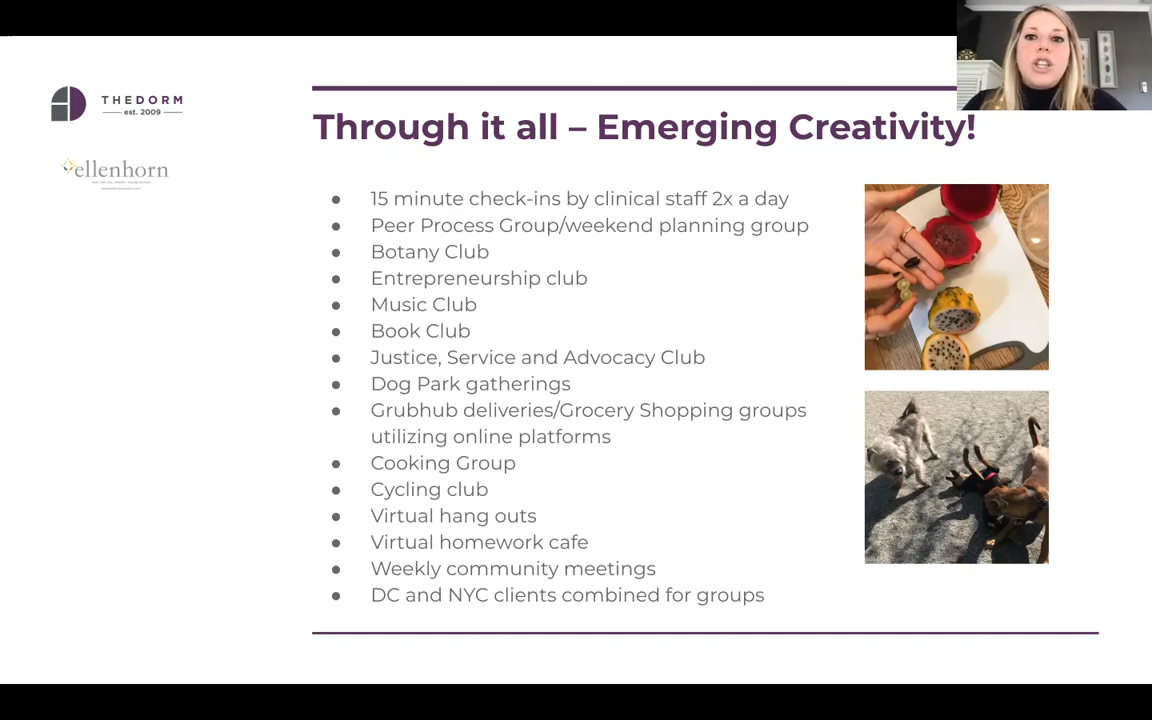 THEDORM
est. 2009
ellenhorn
Through it all – Emerging Creativity!
● 15 minute check-ins by clinical staff 2x a day
● Peer Process Group/weekend planning group
● Botany Club
● Entrepreneurship club
● Music Club
● Book Club
● Justice, Service and Advocacy Club
● Dog Park gatherings
● Grubhub deliveries/Grocery Shopping groups
utilizing online platforms
● Cooking Group
● Cycling club
● Virtual hang outs
● Virtual homework cafe
● Weekly community meetings
● DC and NYC clients combined for groups